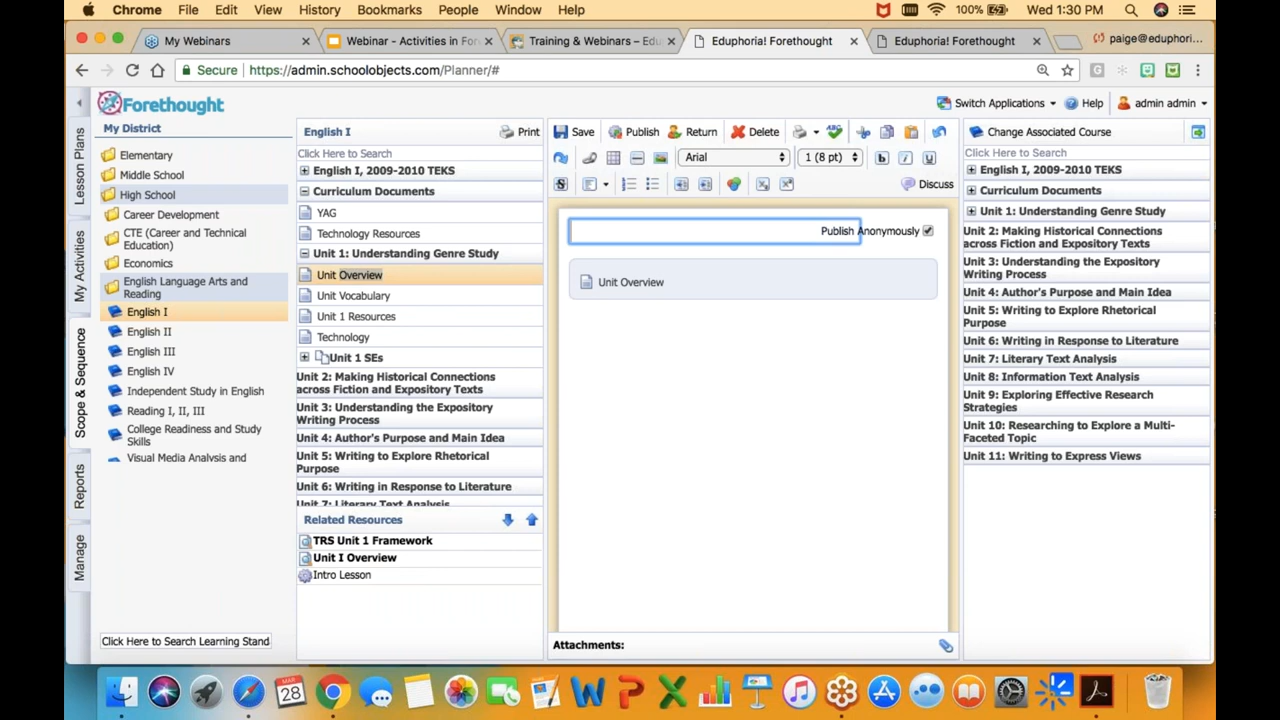 Chrome File Edit View History Bookmarks People Window Help 100% Wed 1:30 PM
My Webinars
Webinar - Activities in For
Training & Webinars – Edu
Eduphoria! Forethought
Eduphoria! Forethought
paige@eduphori...
Secure https://admin.schoolobjects.com/Planner/#
Forethought
Switch Applications Help admin admin
Lesson Plans
My Activities
Scope & Sequence
Reports
Manage
My District
Elementary
Middle School
High School
Career Development
CTE (Career and Technical
Education)
Economics
English Language Arts and
Reading
English I
English II
English III
English IV
Independent Study in English
Reading I, II, III
College Readiness and Study
Skills
Visual Media Analysis and
Click Here to Search Learning Stand
English I Print
Click Here to Search
English I, 2009-2010 TEKS
Curriculum Documents
YAG
Technology Resources
Unit 1: Understanding Genre Study
Unit Overview
Unit Vocabulary
Unit 1 Resources
Technology
Unit 1 SEs
Unit 2: Making Historical Connections
across Fiction and Expository Texts
Unit 3: Understanding the Expository
Writing Process
Unit 4: Author's Purpose and Main Idea
Unit 5: Writing to Explore Rhetorical
Purpose
Unit 6: Writing in Response to Literature
Unit 7: Literary Text Analysis
Related Resources
TRS Unit 1 Framework
Unit I Overview
Intro Lesson
Save Publish Return Delete
Arial 1 (8 pt) b i U
S Discuss
Publish Anonymously
Unit Overview
Attachments:
Change Associated Course
Click Here to Search
English I, 2009-2010 TEKS
Curriculum Documents
Unit 1: Understanding Genre Study
Unit 2: Making Historical Connections
across Fiction and Expository Texts
Unit 3: Understanding the Expository
Writing Process
Unit 4: Author's Purpose and Main Idea
Unit 5: Writing to Explore Rhetorical
Purpose
Unit 6: Writing in Response to Literature
Unit 7: Literary Text Analysis
Unit 8: Information Text Analysis
Unit 9: Exploring Effective Research
Strategies
Unit 10: Researching to Explore a Multi-
Faceted Topic
Unit 11: Writing to Express Views
MAR
28